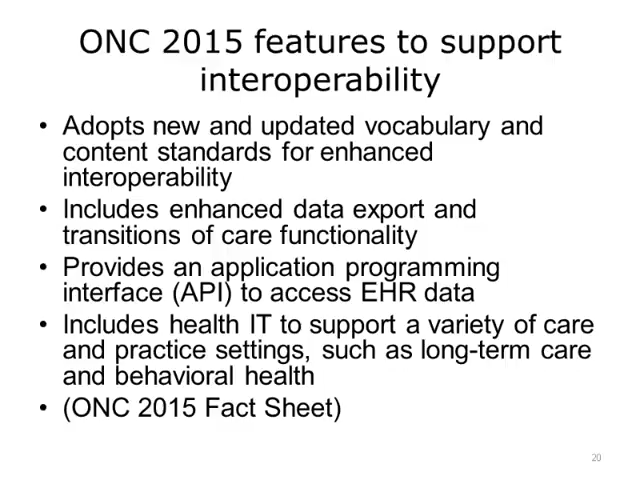 ONC 2015 features to support
interoperability
• Adopts new and updated vocabulary and
content standards for enhanced
interoperability
• Includes enhanced data export and
transitions of care functionality
• Provides an application programming
interface (API) to access EHR data
• Includes health IT to support a variety of care
and practice settings, such as long-term care
and behavioral health
• (ONC 2015 Fact Sheet)
20